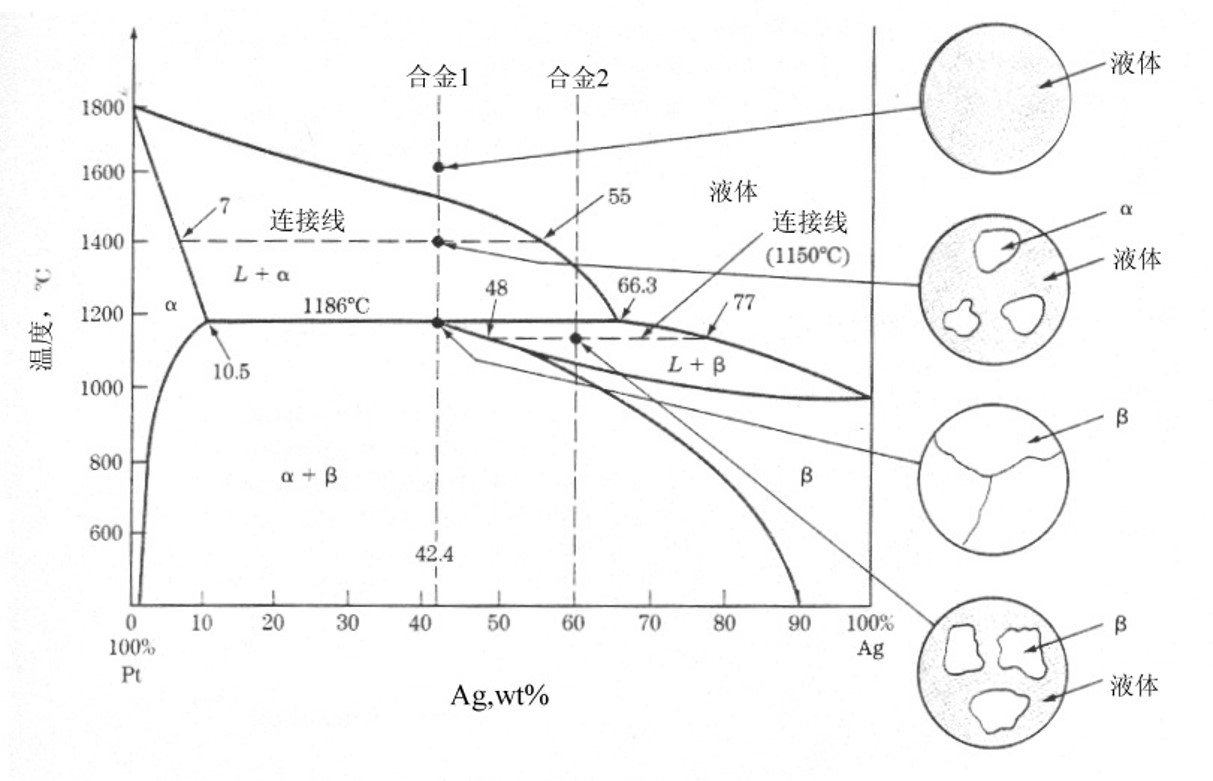 合金1
合金2
液体
1800
1600
7
连接线
55
液体
连接线
(1150℃)
α
液体
1400
L + α
α
1186℃
48
66.3
77
1200
温度，℃
10.5
L + β
1000
β
800
α + β
β
600
42.4
0
10
20
30
40
50
60
70
80
90
100%
100%
Pt
Ag
β
液体
Ag,wt%